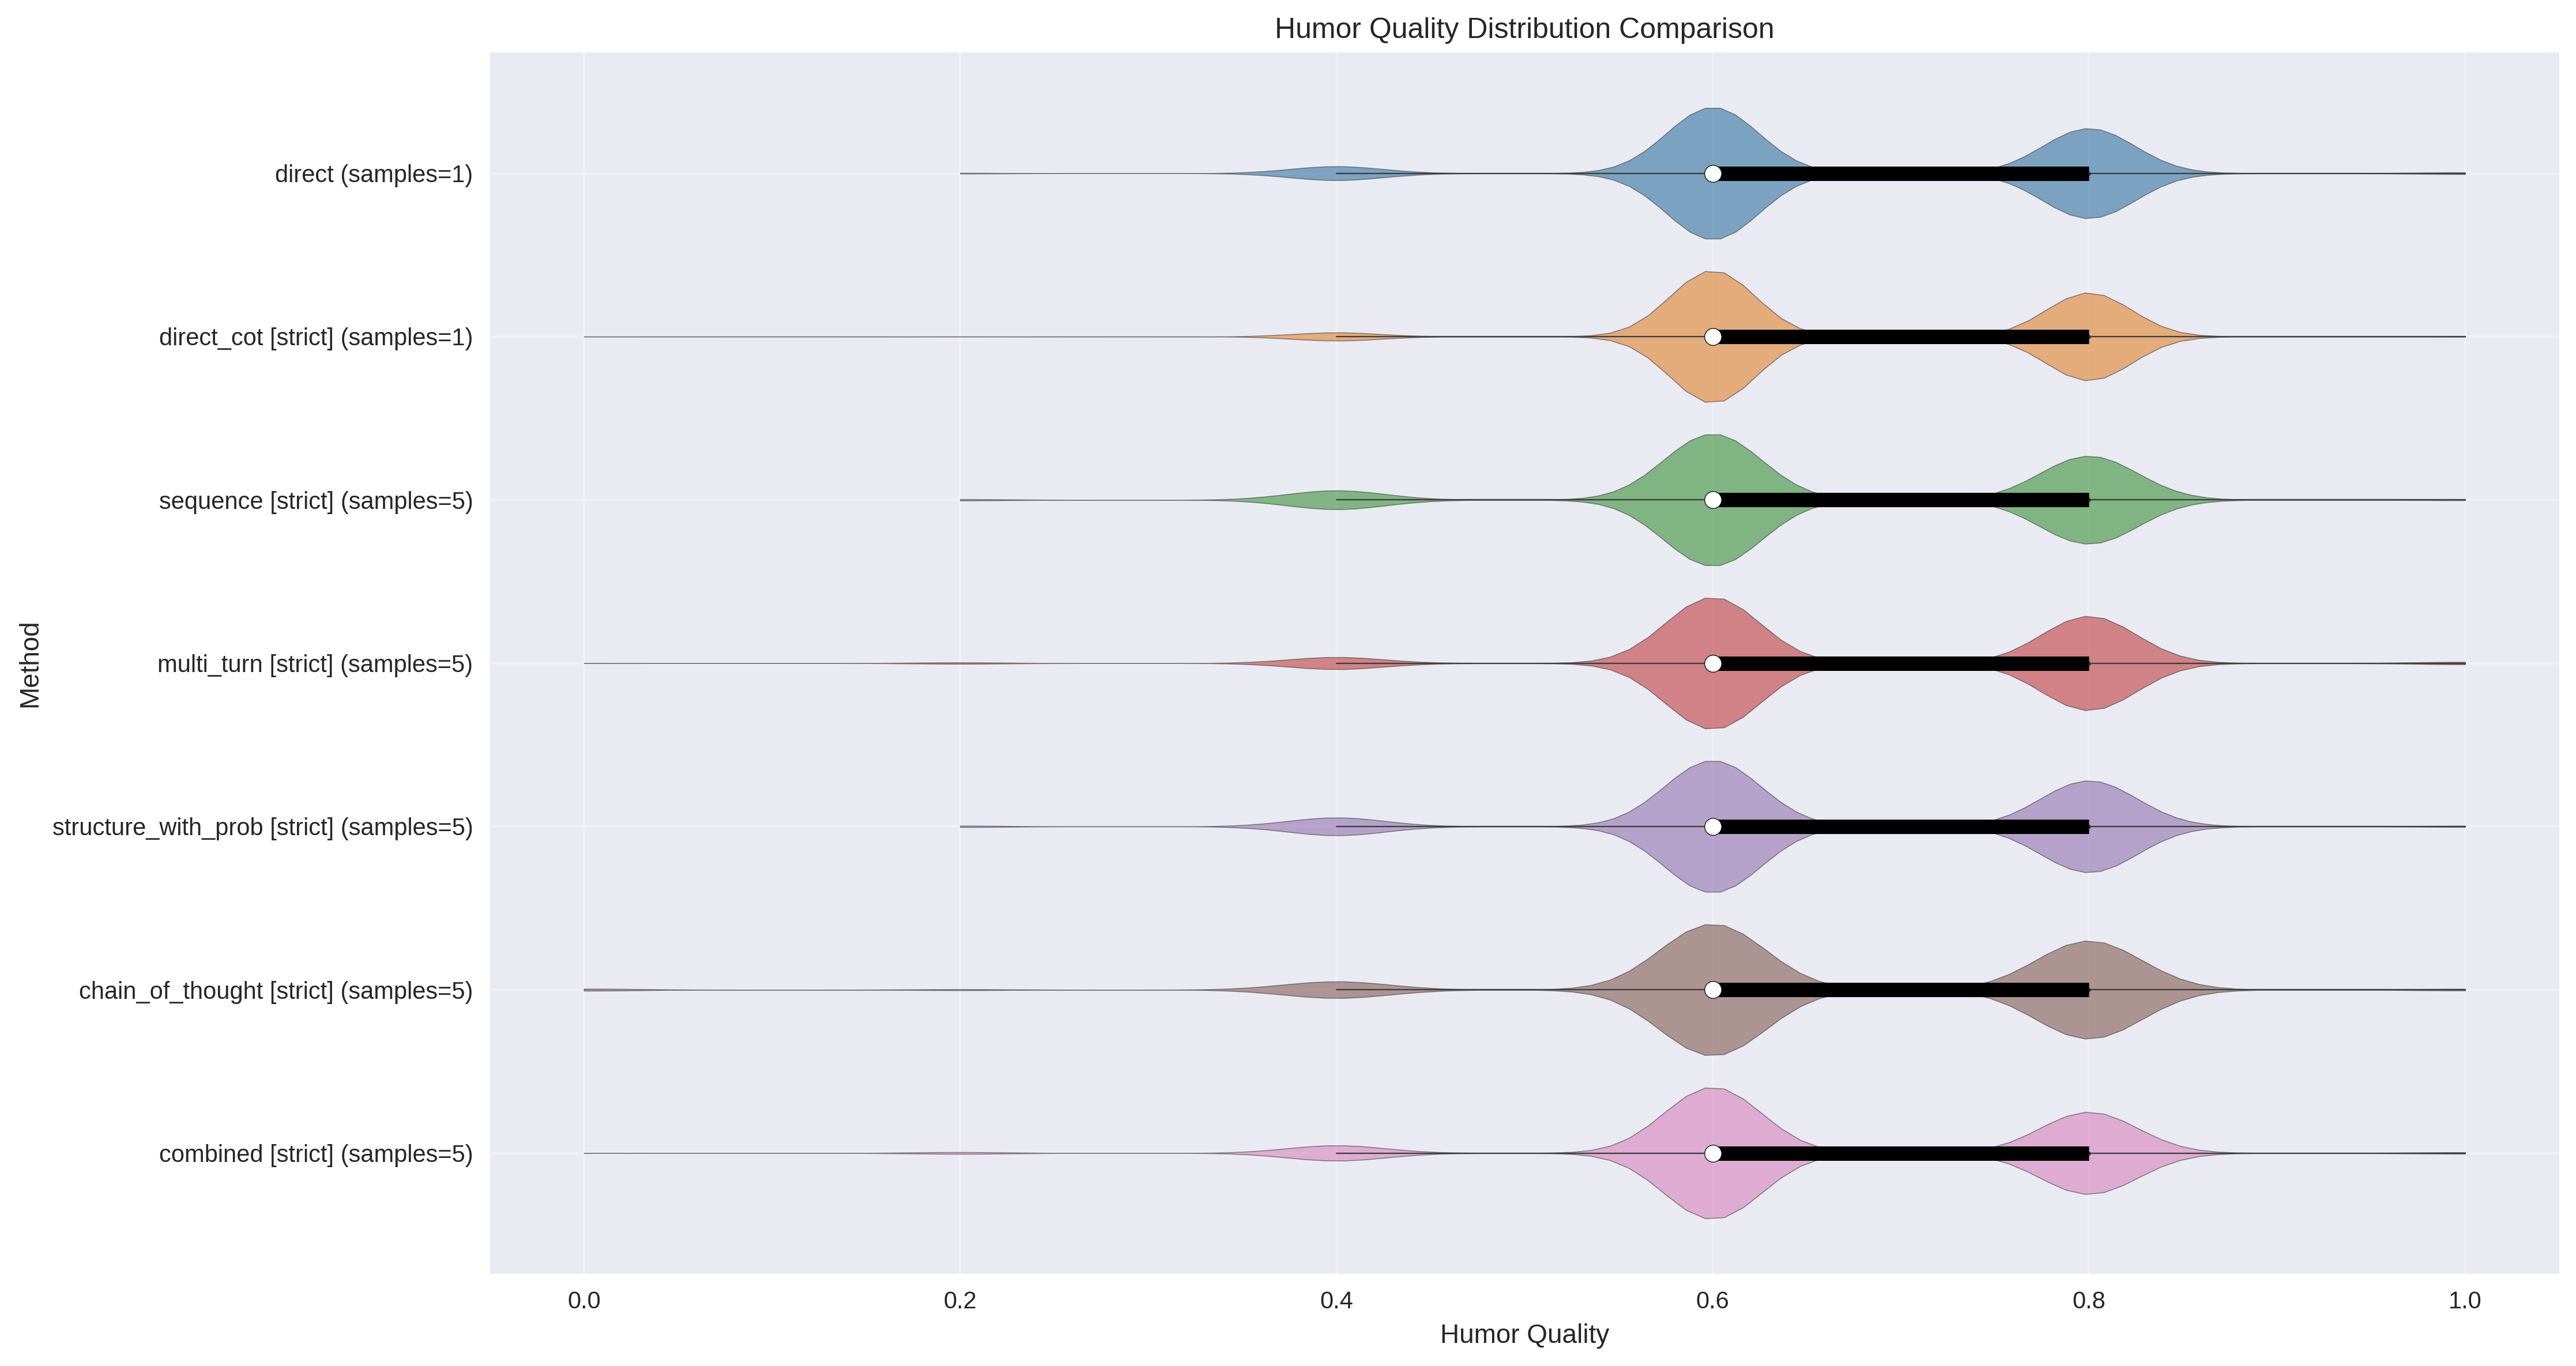 Humor Quality Distribution Comparison
direct (samples=1)
direct_cot [strict] (samples=1)
sequence [strict] (samples=5)
multi_turn [strict] (samples=5)
structure_with_prob [strict] (samples=5)
chain_of_thought [strict] (samples=5)
combined [strict] (samples=5)
Method
0.0 0.2 0.4 0.6 0.8 1.0
Humor Quality